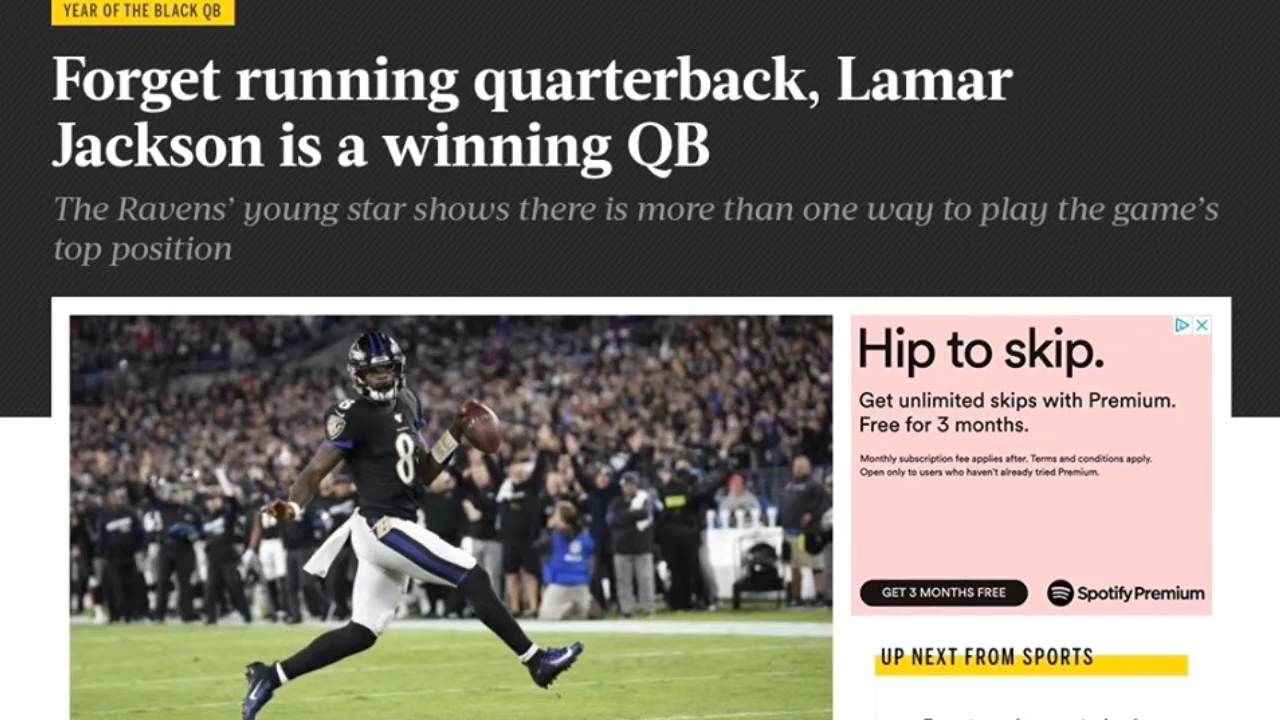 YEAR OF THE BLACK QB
Forget running quarterback, Lamar
Jackson is a winning QB
The Ravens’ young star shows there is more than one way to play the game’s
top position
8
8
Hip to skip.
Get unlimited skips with Premium.
Free for 3 months.
Monthly subscription fee applies after. Terms and conditions apply.
Open only to users who haven't already tried Premium.
GET 3 MONTHS FREE
Spotify Premium
UP NEXT FROM SPORTS